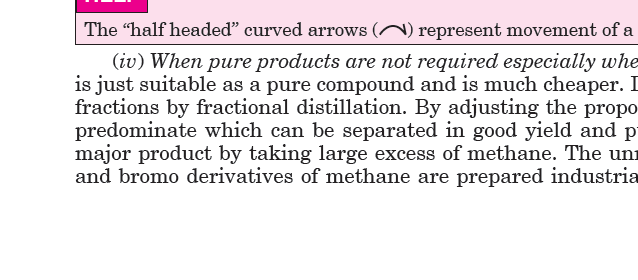 The “half headed” curved arrows (⁀) represent movement of a
(iv) When pure products are not required especially whe
is just suitable as a pure compound and is much cheaper.
fractions by fractional distillation. By adjusting the propo
predominate which can be separated in good yield and p
major product by taking large excess of methane. The un
and bromo derivatives of methane are prepared industria